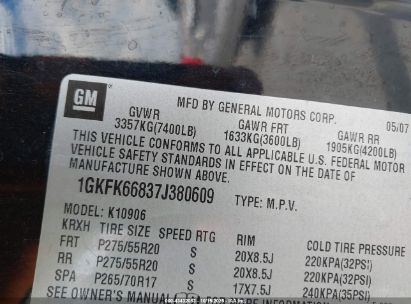 GM
MFD BY GENERAL MOTORS CORP. 05/07
GVWR GAWR FRT GAWR RR
3357KG(7400LB) 1633KG(3600LB) 1905KG(4200LB)
THIS VEHICLE CONFORMS TO ALL APPLICABLE U.S. FEDERAL MOTOR
VEHICLE SAFETY STANDARDS IN EFFECT ON THE DATE OF
MANUFACTURE SHOWN ABOVE.
1GKFK66837J380609 TYPE: M.P.V.
MODEL: K10906
KRXH TIRE SIZE SPEED RTG RIM COLD TIRE PRESSURE
FRT P275/55R20 S 20X8.5J 220KPA(32PSI)
RR P275/55R20 S 20X8.5J 220KPA(32PSI)
SPA P265/70R17 S 17X7.5J 240KPA(35PSI)
SEE OWNER'S MANUAL